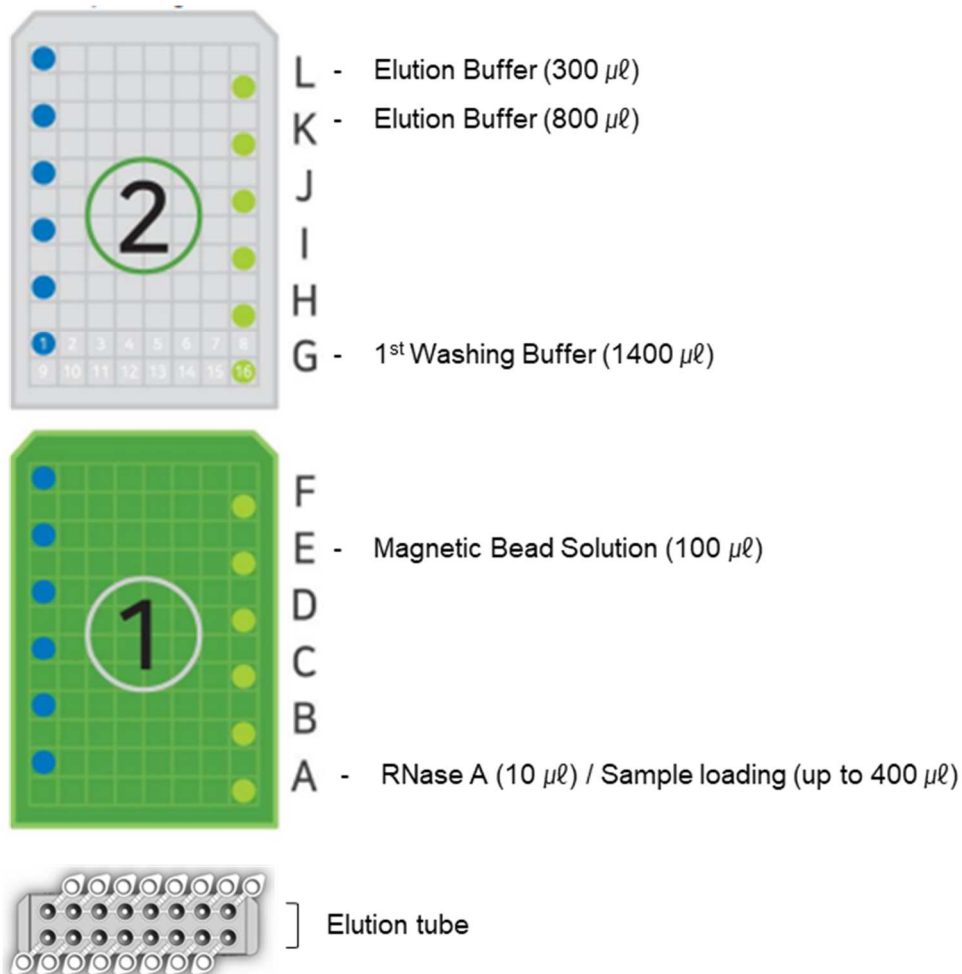 L - Elution Buffer (300 μℓ)
K - Elution Buffer (800 μℓ)
J
2
I
H
1 2 3 4 5 6 7 8
G - 1st Washing Buffer (1400 μℓ)
9 10 11 12 13 14 15 16
F
E - Magnetic Bead Solution (100 μℓ)
D
1
C
B
A - RNase A (10 μℓ) / Sample loading (up to 400 μℓ)
Elution tube